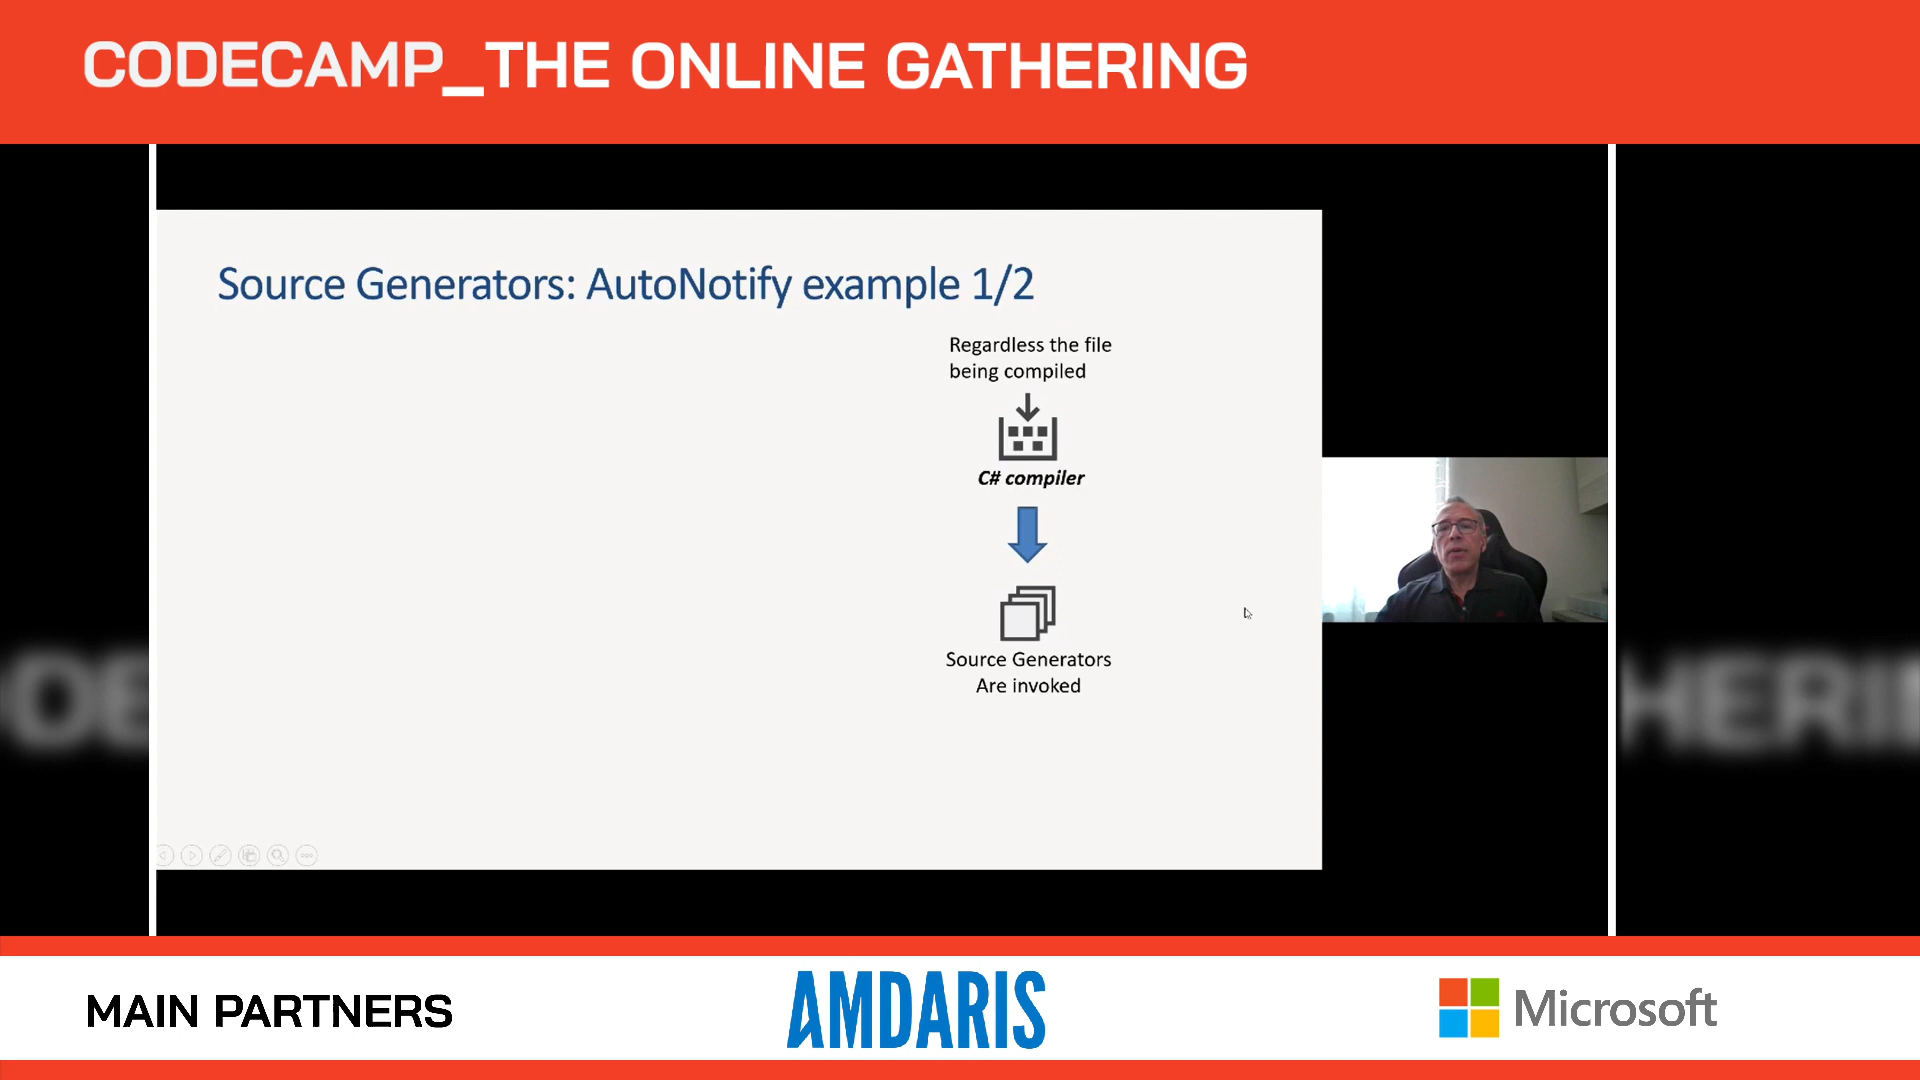 CODECAMP_THE ONLINE GATHERING
Source Generators: AutoNotify example 1/2
Regardless the file
being compiled
C# compiler
Source Generators
Are invoked
MAIN PARTNERS
AMDARIS
Microsoft